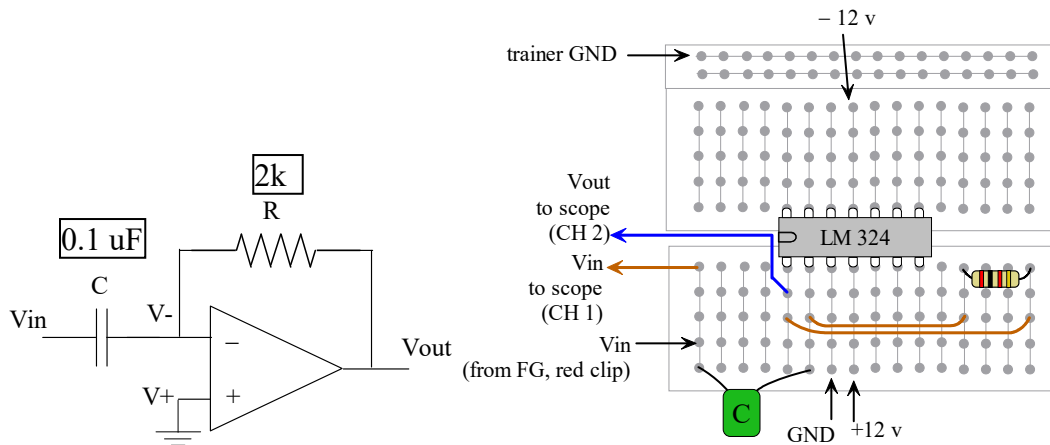 2k
R
0.1 uF
C
Vin
V-
−
V+
+
Vout
− 12 v
trainer GND
Vout
to scope
(CH 2)
LM 324
Vin
to scope
(CH 1)
Vin
(from FG, red clip)
C
GND
+12 v